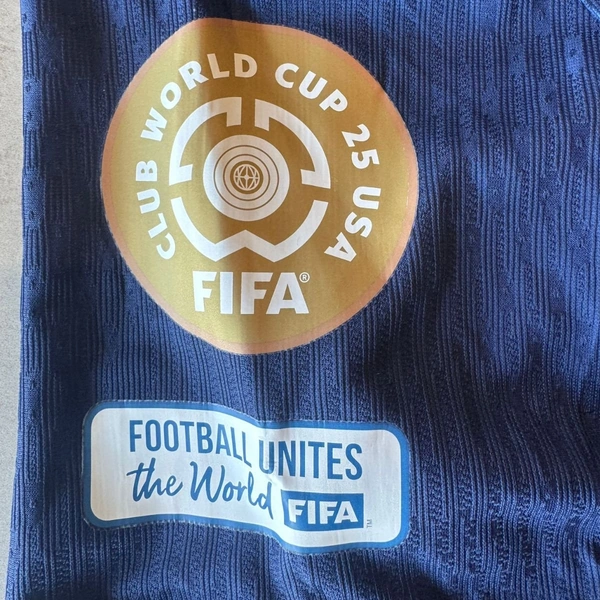 CLUB WORLD CUP 25 USA
FIFA®
FOOTBALL UNITES
the World FIFA™